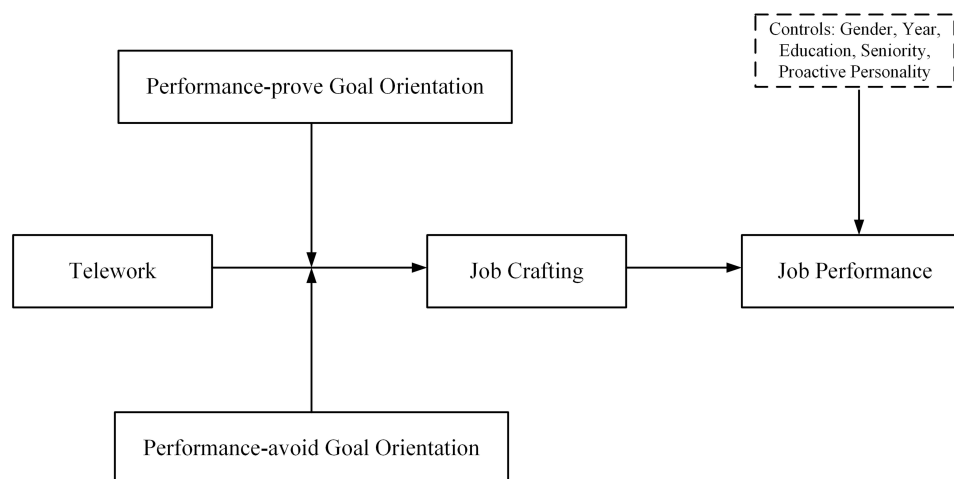 Controls: Gender, Year,
Education, Seniority,
Proactive Personality
Performance-prove Goal Orientation
Telework
Job Crafting
Job Performance
Performance-avoid Goal Orientation